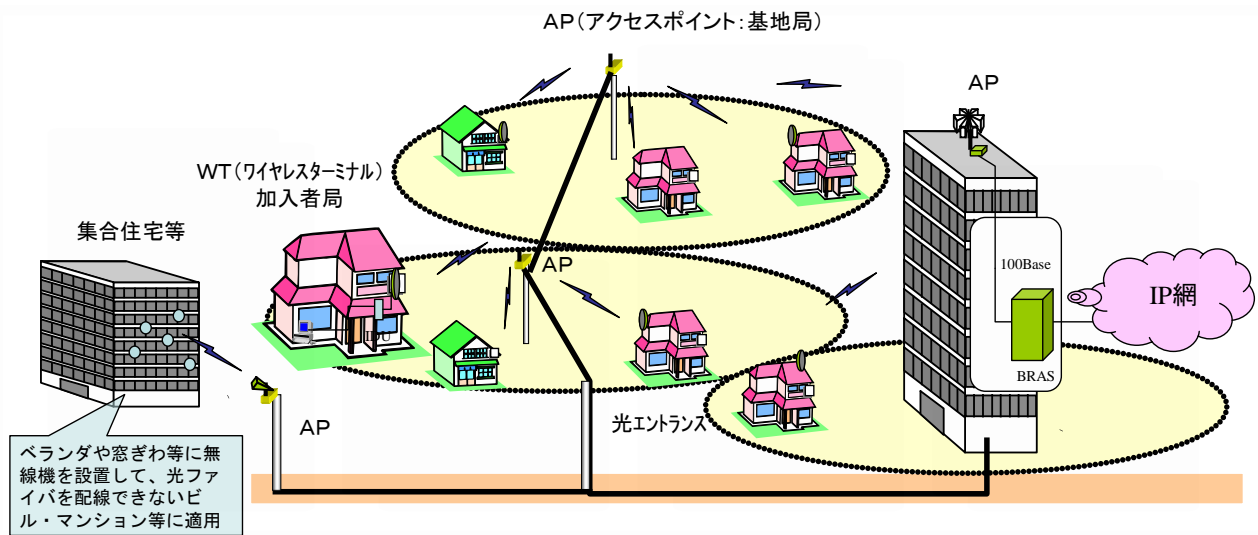 AP(アクセスポイント:基地局)
AP
WT(ワイヤレスターミナル)
加入者局
集合住宅等
AP
100Base
IP網
BRAS
光エントランス
AP
ベランダや窓ぎわ等に無
線機を設置して、光ファ
イバを配線できないビ
ル・マンション等に適用